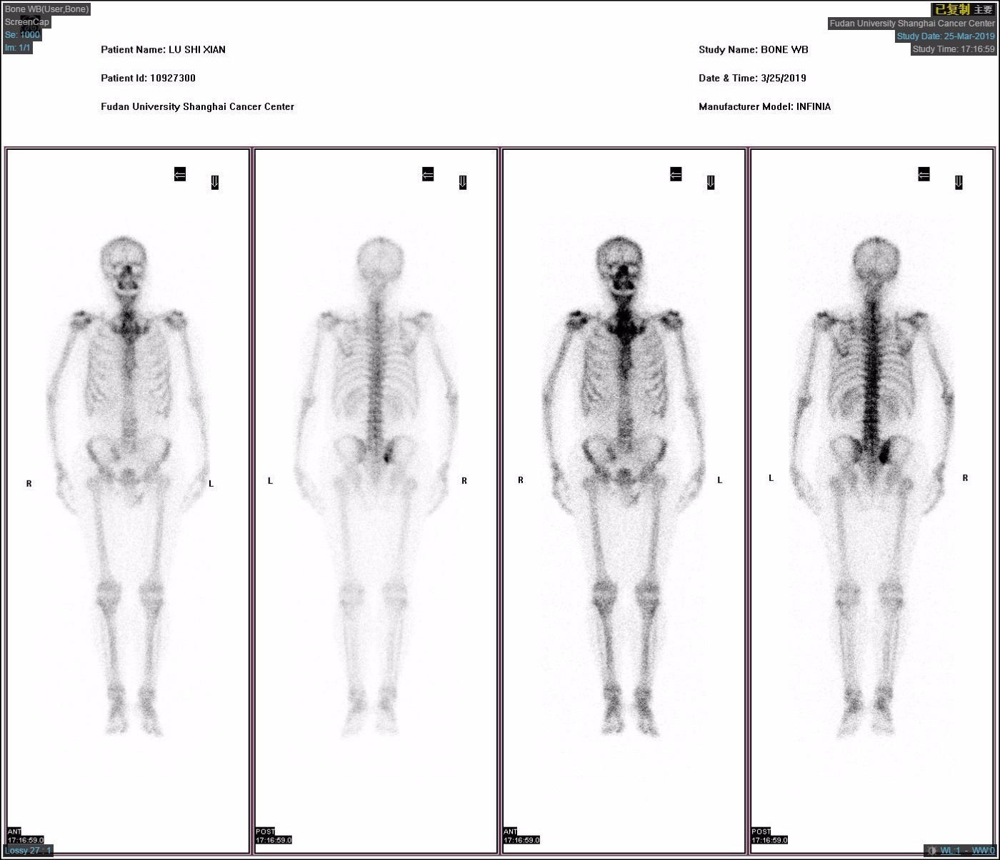 Bone WB(User,Bone)
ScreenCap
Se: 1000
Im: 1/1
已复制 主要
Fudan University Shanghai Cancer Center
Study Date: 25-Mar-2019
Study Time: 17:16:59
Patient Name: LU SHI XIAN
Study Name: BONE WB
Patient Id: 10927300
Date & Time: 3/25/2019
Fudan University Shanghai Cancer Center
Manufacturer Model: INFINIA
R
L
L
R
R
L
L
R
ANT
17:16:59.0
POST
17:16:59.0
ANT
17:16:59.0
POST
17:16:59.0
Lossy 27 : 1
WL:1 - WW:0